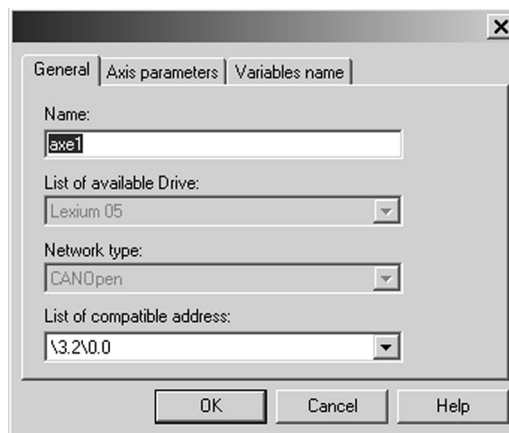 General Axis parameters Variables name
Name:
axe1
List of available Drive:
Lexium 05
Network type:
CANOpen
List of compatible address:
\3.2\0.0
OK Cancel Help